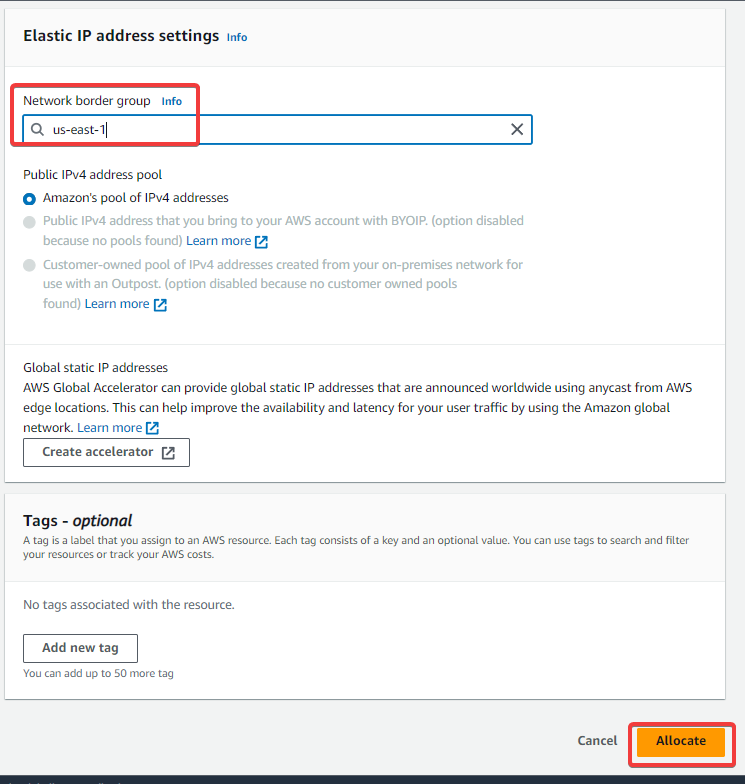 Elastic IP address settings Info
Network border group Info
us-east-1
Public IPv4 address pool
Amazon's pool of IPv4 addresses
Public IPv4 address that you bring to your AWS account with BYOIP. (option disabled
because no pools found) Learn more
Customer-owned pool of IPv4 addresses created from your on-premises network for
use with an Outpost. (option disabled because no customer owned pools
found) Learn more
Global static IP addresses
AWS Global Accelerator can provide global static IP addresses that are announced worldwide using anycast from AWS
edge locations. This can help improve the availability and latency for your user traffic by using the Amazon global
network. Learn more
Create accelerator
Tags - optional
A tag is a label that you assign to an AWS resource. Each tag consists of a key and an optional value. You can use tags to search and filter
your resources or track your AWS costs.
No tags associated with the resource.
Add new tag
You can add up to 50 more tag
Cancel
Allocate